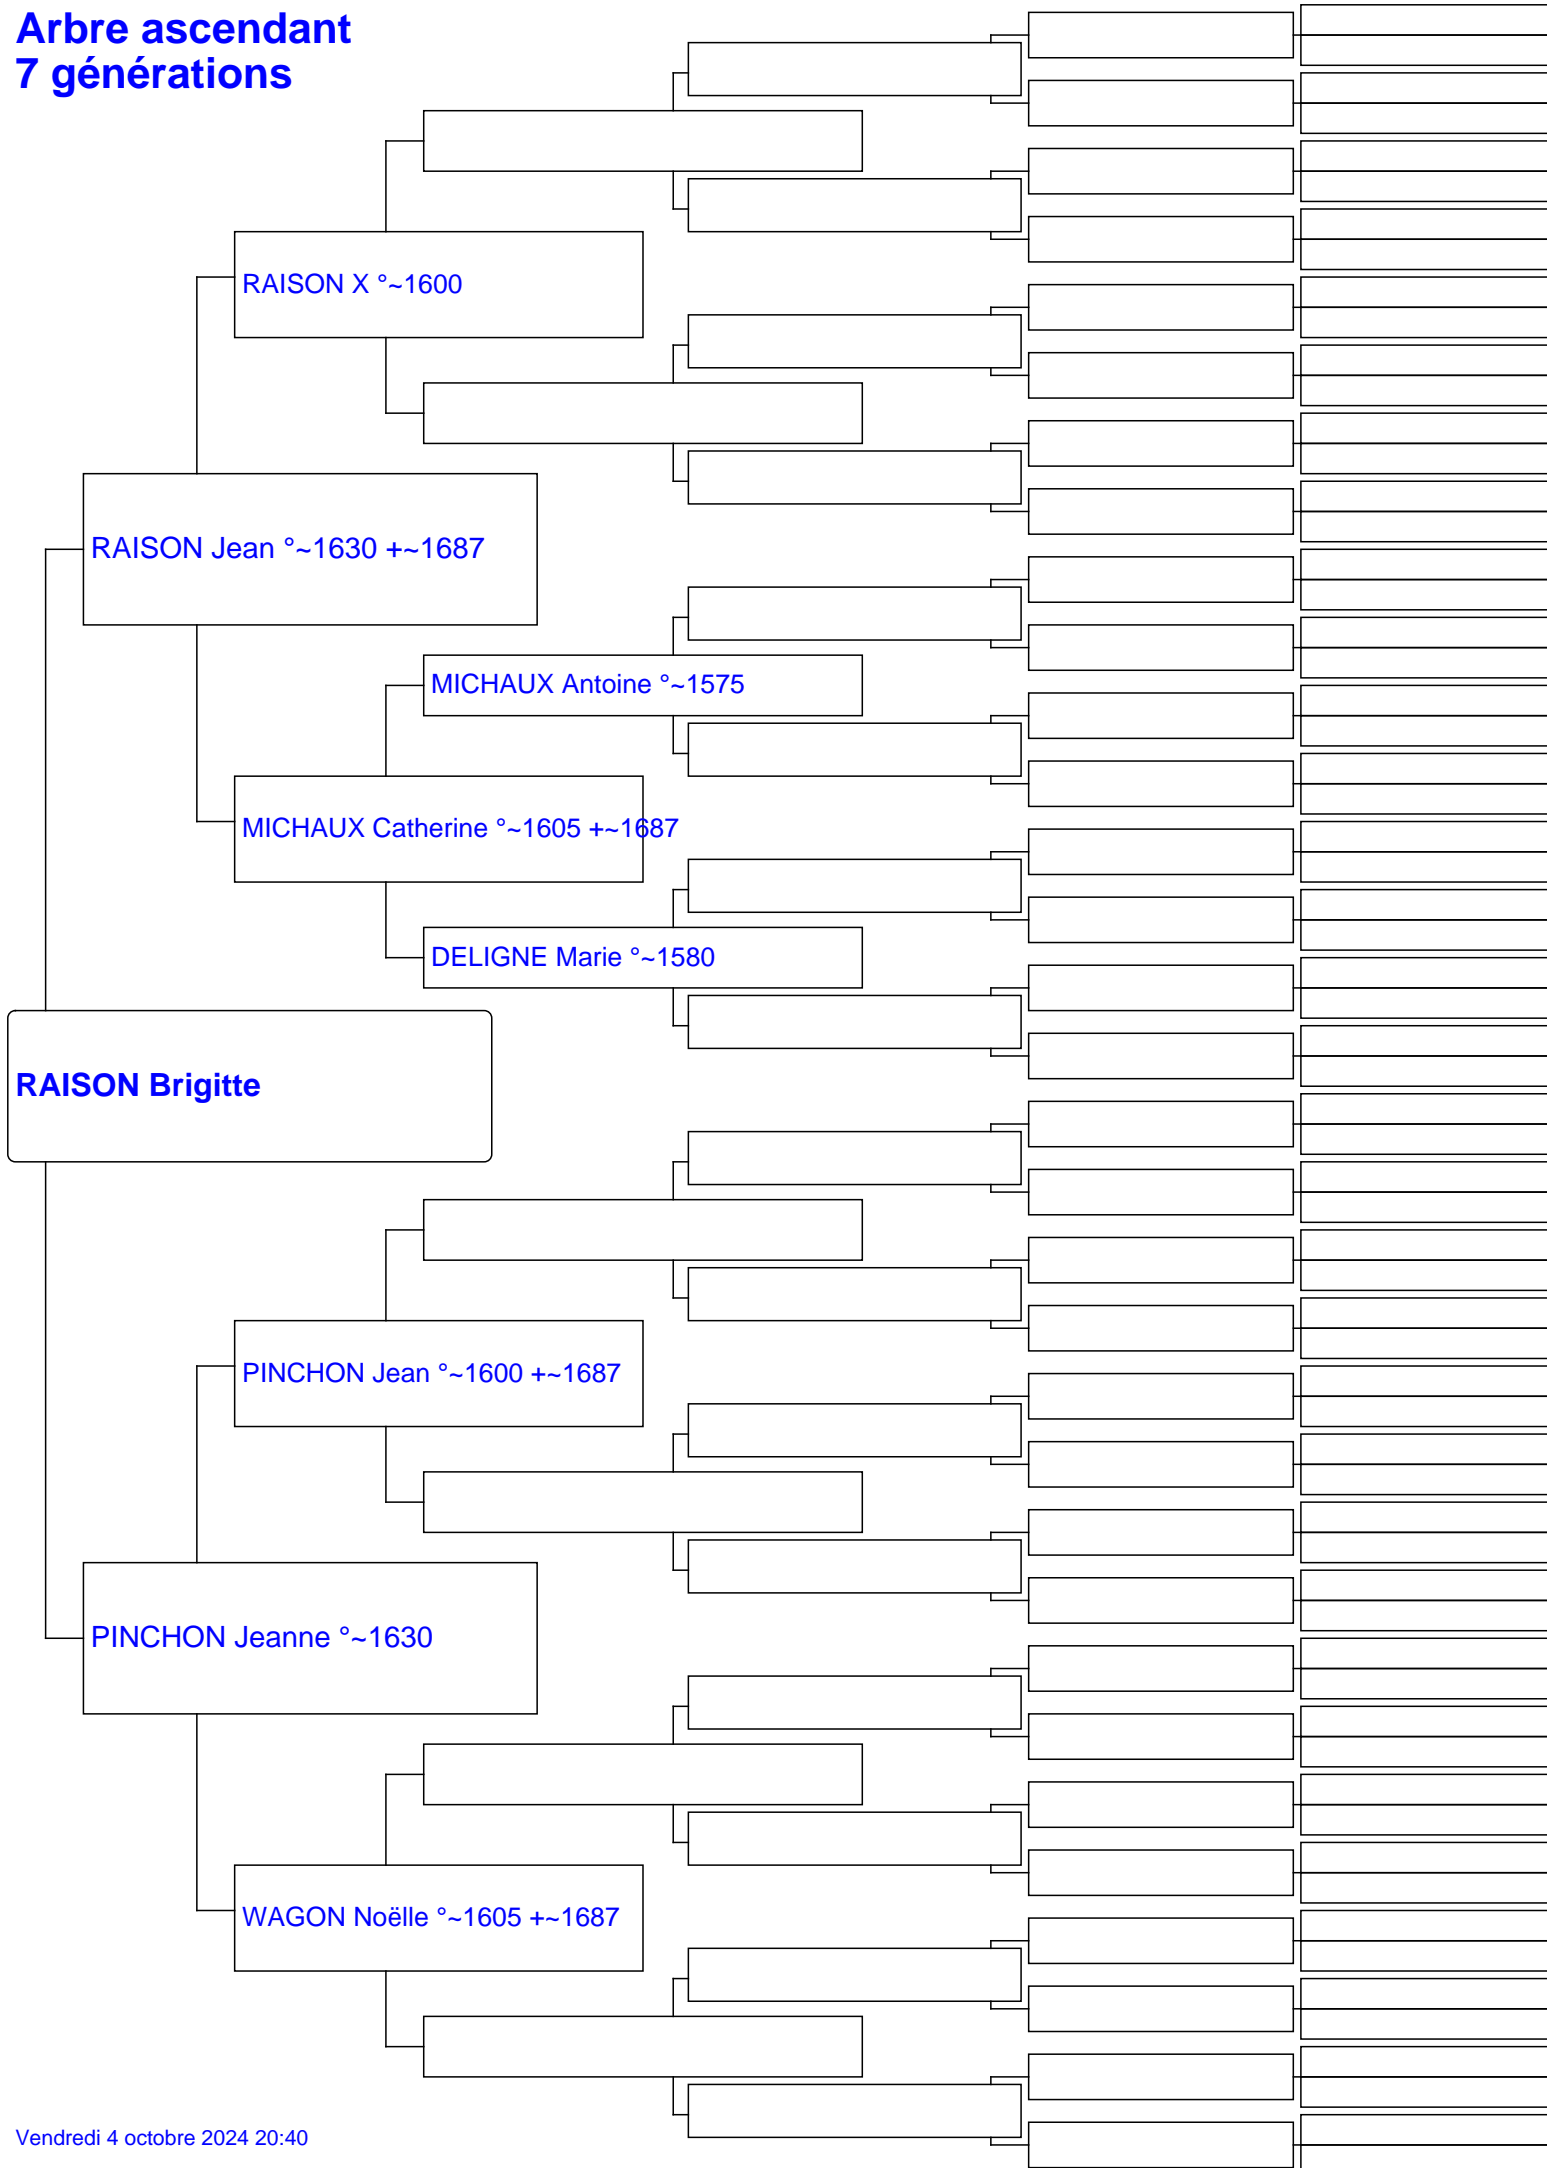 Arbre ascendant
7 générations
RAISON X °~1600
RAISON Jean °~1630 +~1687
MICHAUX Antoine °~1575
MICHAUX Catherine °~1605 +~1687
DELIGNE Marie °~1580
RAISON Brigitte
PINCHON Jean °~1600 +~1687
PINCHON Jeanne °~1630
WAGON Noëlle °~1605 +~1687
Vendredi 4 octobre 2024 20:40